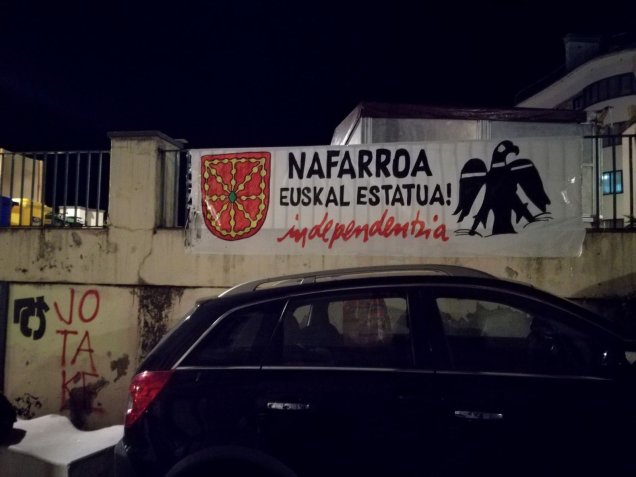 NAFARROA
EUSKAL ESTATUA!
independentzia
JO
TA
KE